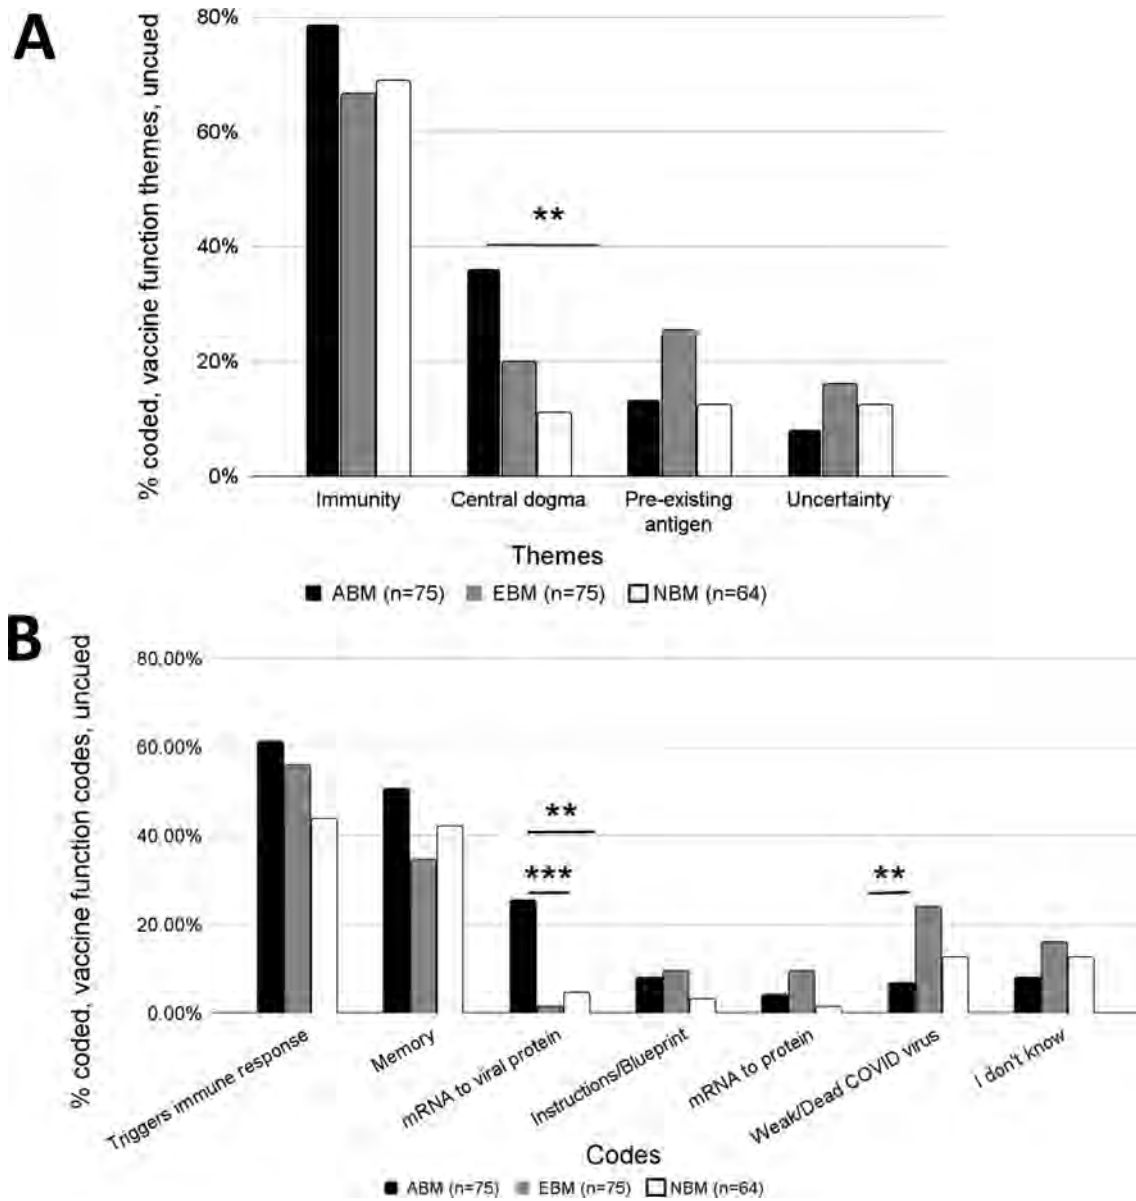 A
% coded, vaccine function themes, uncued
80%
60%
40%
20%
0%
**
Immunity
Central dogma
Pre-existing
antigen
Uncertainty
Themes
ABM (n=75) EBM (n=75) NBM (n=64)
B
% coded, vaccine function codes, uncued
80.00%
60.00%
40.00%
20.00%
0.00%
**
***
**
Triggers immune response
Memory
mRNA to viral protein
Instructions/Blueprint
mRNA to protein
Weak/Dead COVID virus
I don't know
Codes
ABM (n=75) EBM (n=75) NBM (n=64)